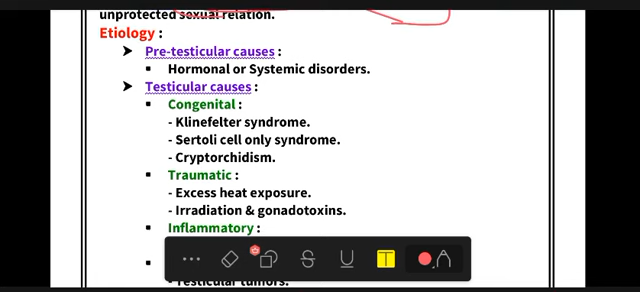 unprotected sexual relation.
Etiology :
➤ Pre-testicular causes :
▪ Hormonal or Systemic disorders.
➤ Testicular causes :
▪ Congenital :
- Klinefelter syndrome.
- Sertoli cell only syndrome.
- Cryptorchidism.
▪ Traumatic :
- Excess heat exposure.
- Irradiation & gonadotoxins.
▪ Inflammatory :
- Testicular tumors.